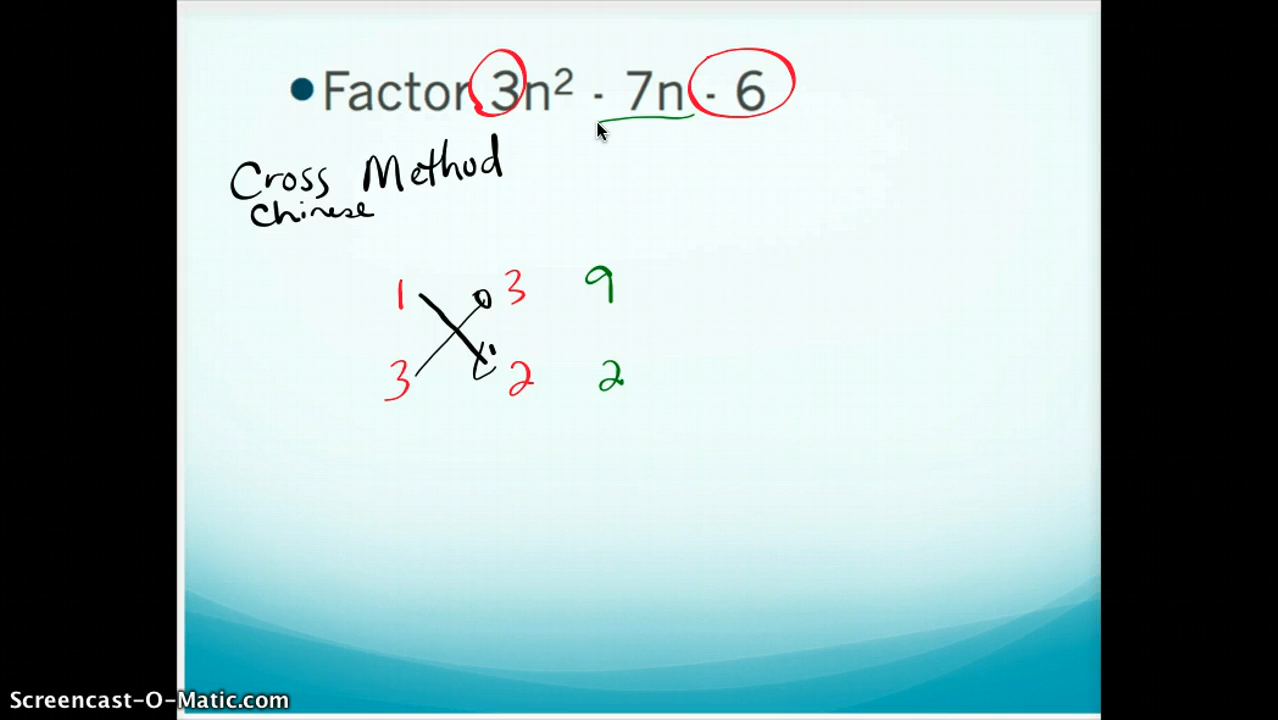 •Factor 3n² - 7n - 6
Cross Method
Chinese
1 3 9
3 2 2
Screencast-O-Matic.com